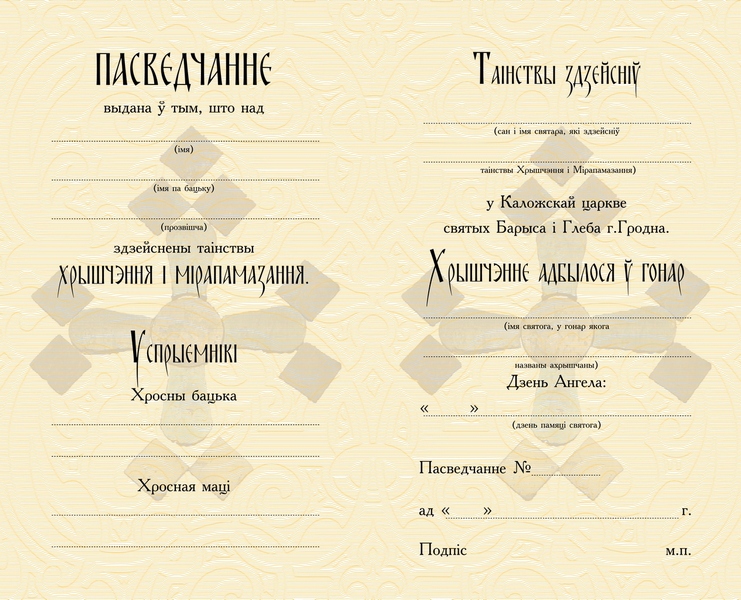 ПАСВЕДЧАННЕ
выдана ў тым, што над
(імя)
(імя па бацьку)
(прозвішча)
здзейснены таінствы
ХРЫШЧЭННЯ І МІРАПАМАЗАННЯ.
Успрыемнікі
Хросны бацька
Хросная маці
Таінствы здзейсніў
(сан і імя святара, які здзейсніў
таінствы Хрышчэння і Мірапамазання)
у Каложскай царкве
святых Барыса і Глеба г.Гродна.
Хрышчэнне адбылося ў гонар
(імя святога, у гонар якога
названы ахрышчаны)
Дзень Ангела:
« »
(дзень памяці святога)
Пасведчанне №
ад « » г.
Подпіс м.п.